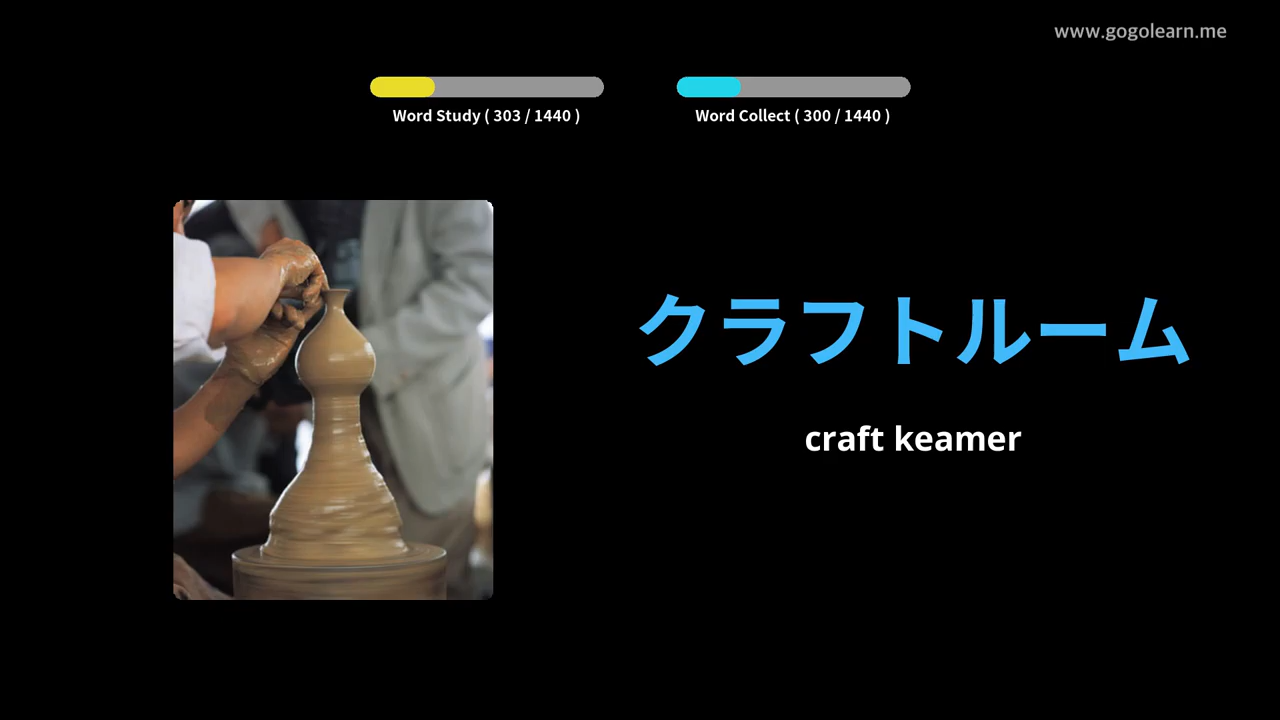 www.gogolearn.me
Word Study ( 303 / 1440 )
Word Collect ( 300 / 1440 )
クラフトルーム
craft keamer